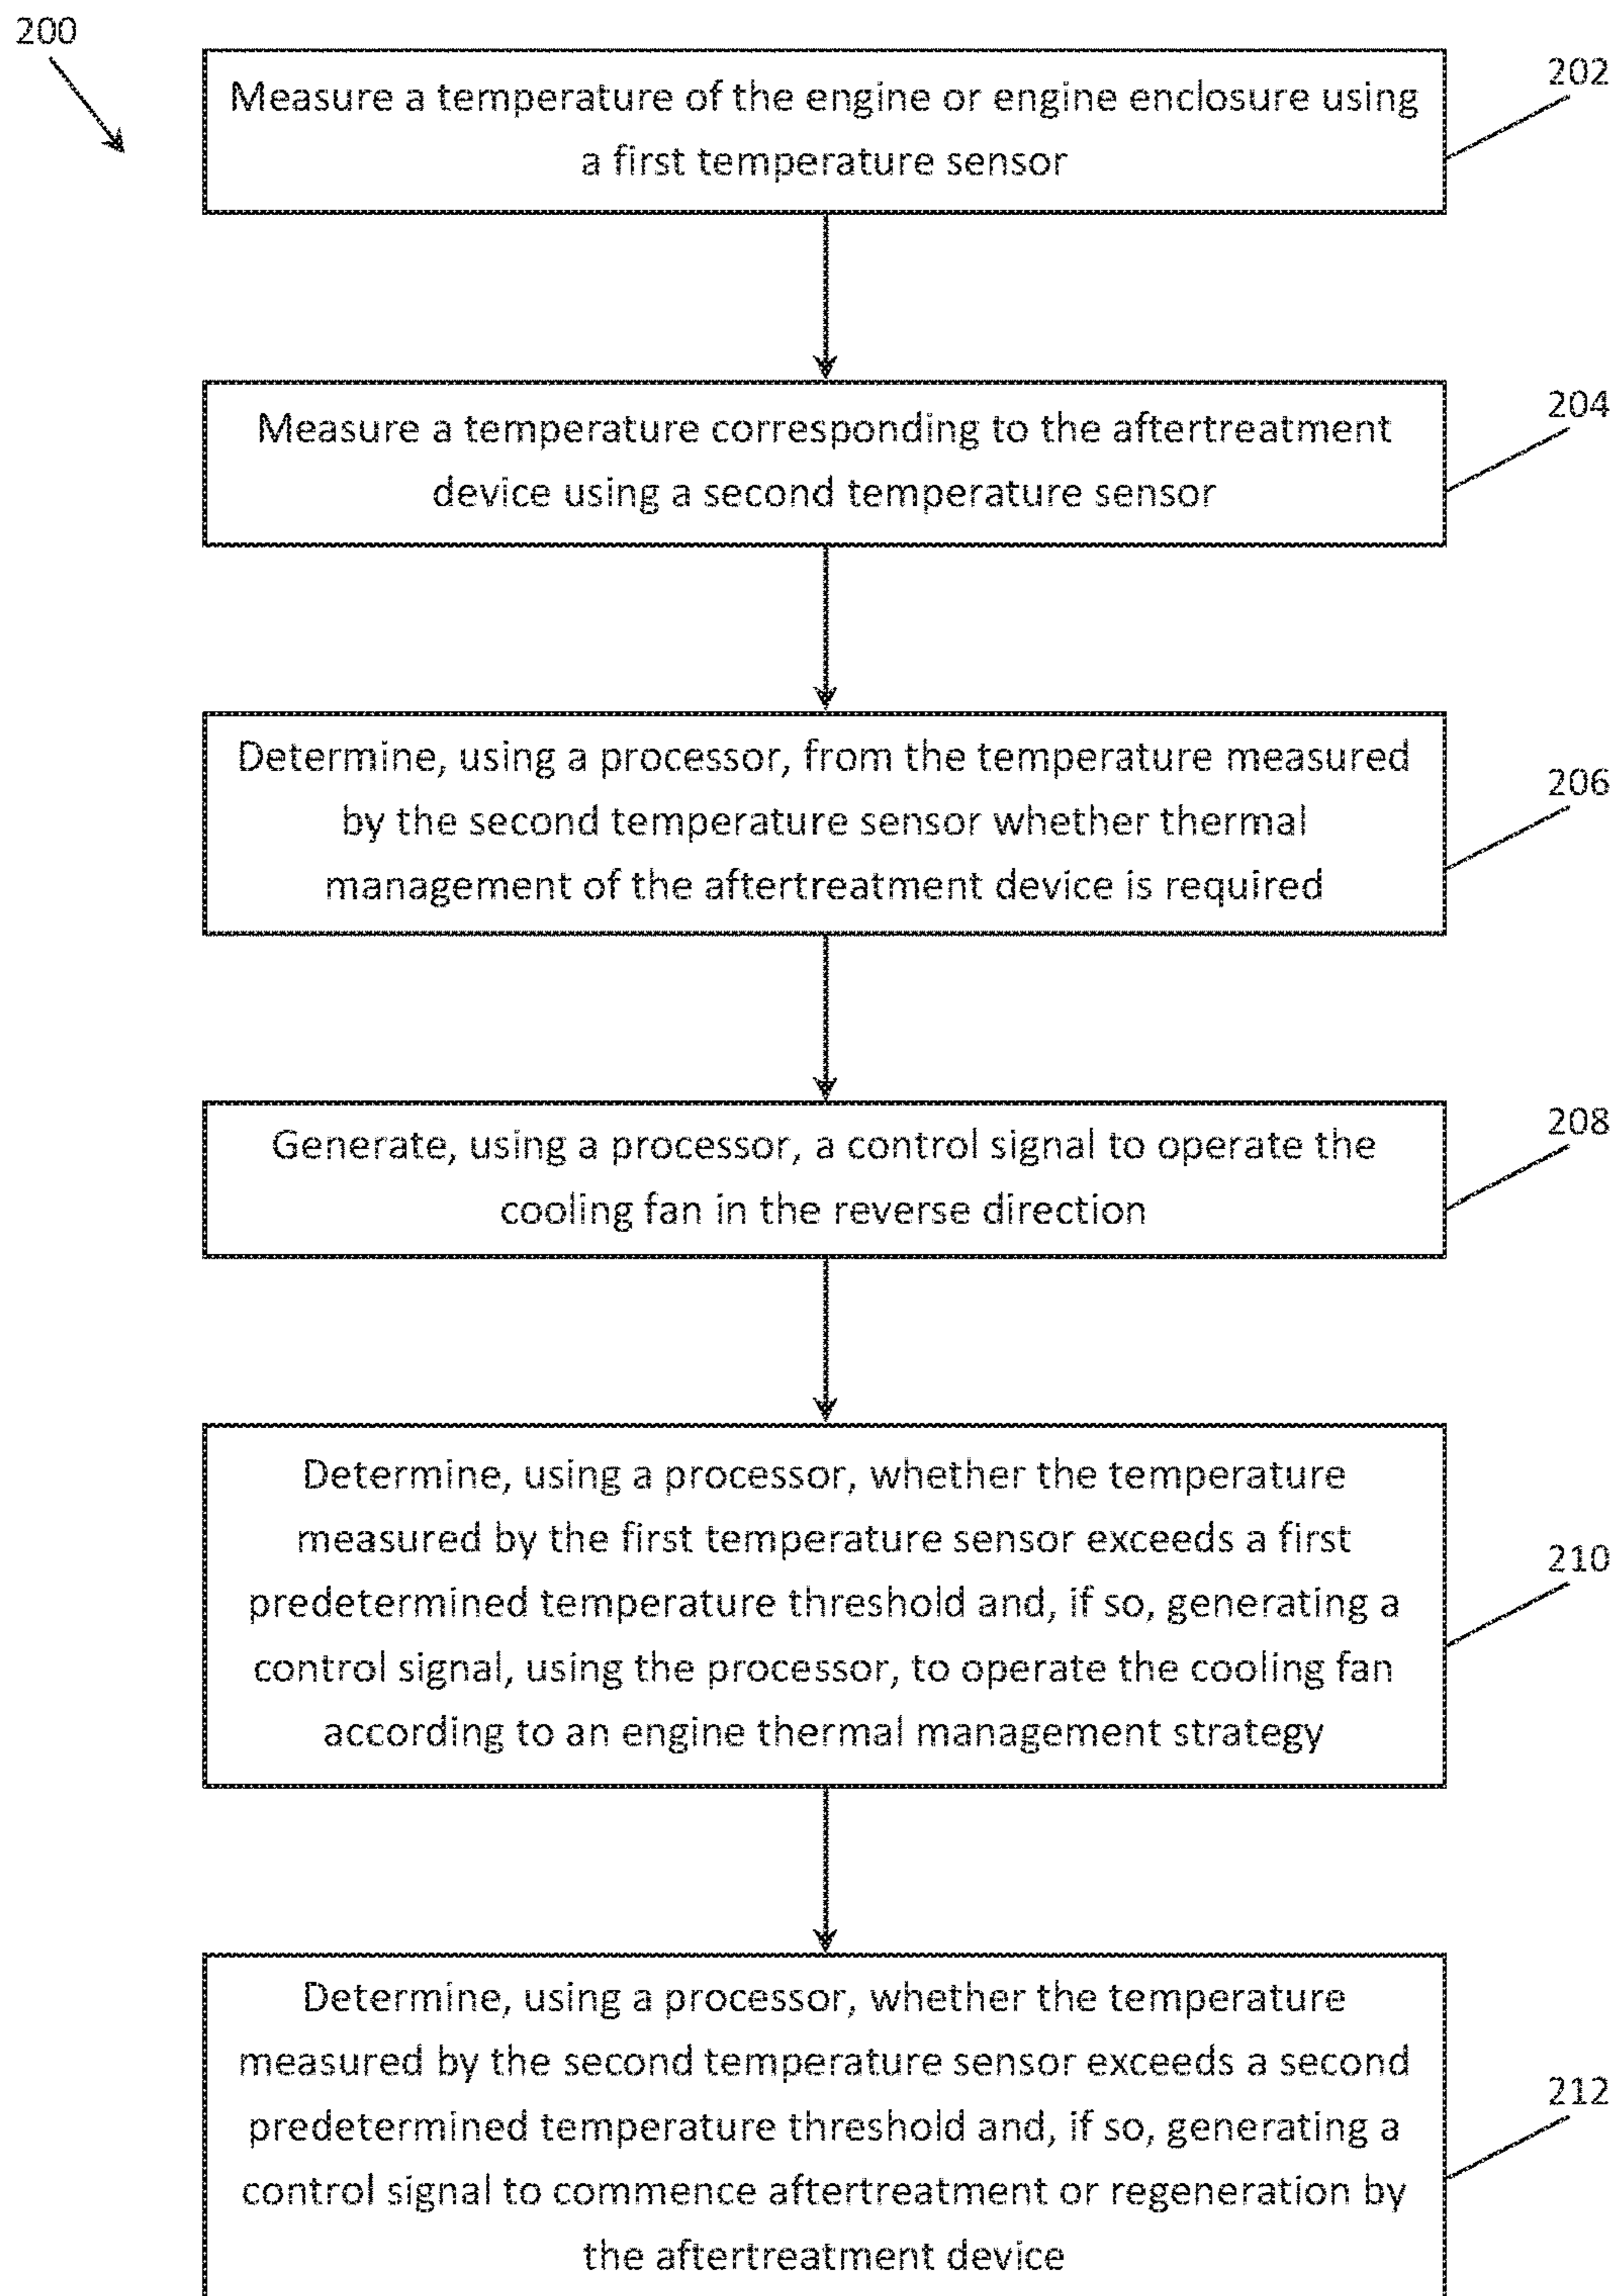 200
202
Measure a temperature of the engine or engine enclosure using
a first temperature sensor
204
Measure a temperature corresponding to the aftertreatment
device using a second temperature sensor
206
Determine, using a processor, from the temperature measured
by the second temperature sensor whether thermal
management of the aftertreatment device is required
208
Generate, using a processor, a control signal to operate the
cooling fan in the reverse direction
210
Determine, using a processor, whether the temperature
measured by the first temperature sensor exceeds a first
predetermined temperature threshold and, if so, generating a
control signal, using the processor, to operate the cooling fan
according to an engine thermal management strategy
212
Determine, using a processor, whether the temperature
measured by the second temperature sensor exceeds a second
predetermined temperature threshold and, if so, generating a
control signal to commence aftertreatment or regeneration by
the aftertreatment device